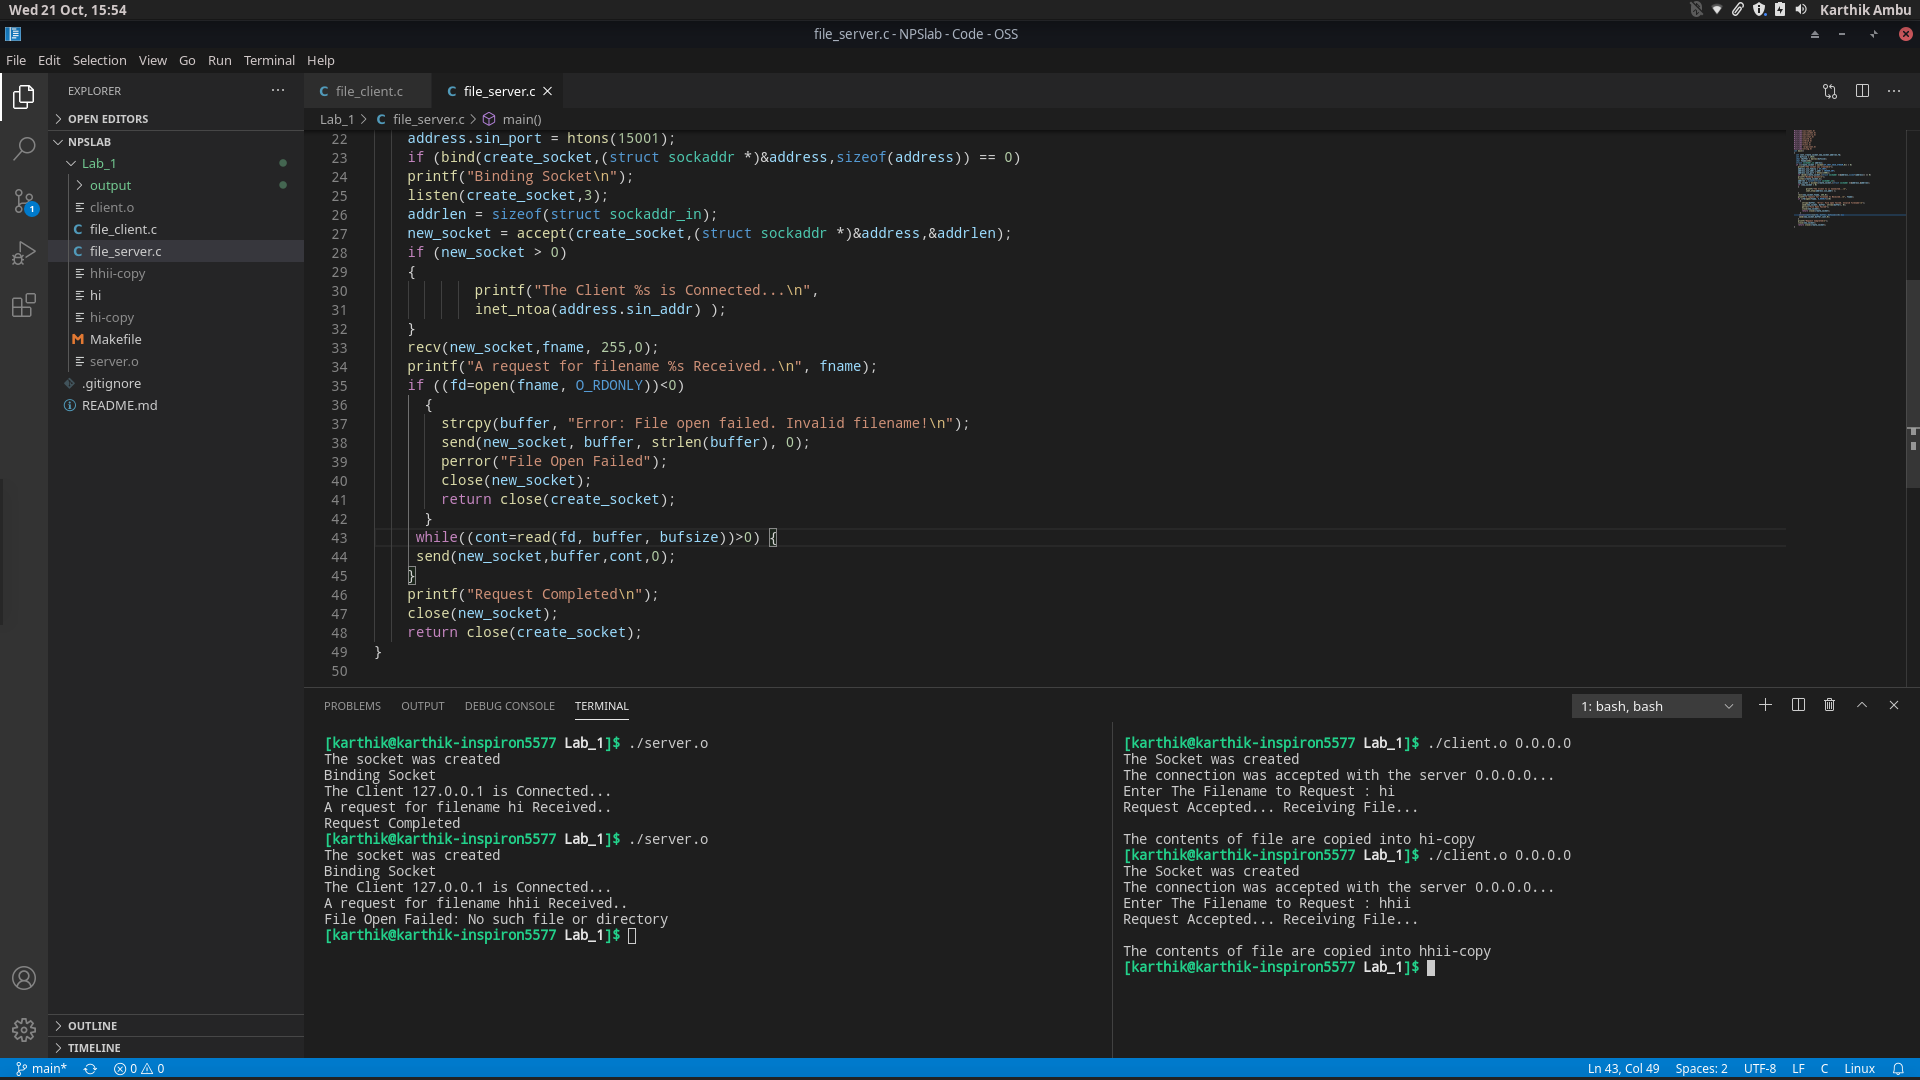 Wed 21 Oct, 15:54
Karthik Ambu
file_server.c - NPSlab - Code - OSS
File Edit Selection View Go Run Terminal Help
EXPLORER
OPEN EDITORS
NPSLAB
Lab_1
output
client.o
C file_client.c
C file_server.c
hhii-copy
hi
hi-copy
M Makefile
server.o
.gitignore
README.md
OUTLINE
TIMELINE
1
C file_client.c
C file_server.c
Lab_1 > C file_server.c > main()
22 address.sin_port = htons(15001);
23 if (bind(create_socket,(struct sockaddr *)&address,sizeof(address)) == 0)
24 printf("Binding Socket\n");
25 listen(create_socket,3);
26 addrlen = sizeof(struct sockaddr_in);
27 new_socket = accept(create_socket,(struct sockaddr *)&address,&addrlen);
28 if (new_socket > 0)
29 {
30 printf("The Client %s is Connected...\n",
31 inet_ntoa(address.sin_addr) );
32 }
33 recv(new_socket,fname, 255,0);
34 printf("A request for filename %s Received..\n", fname);
35 if ((fd=open(fname, O_RDONLY))<0)
36 {
37 strcpy(buffer, "Error: File open failed. Invalid filename!\n");
38 send(new_socket, buffer, strlen(buffer), 0);
39 perror("File Open Failed");
40 close(new_socket);
41 return close(create_socket);
42 }
43 while((cont=read(fd, buffer, bufsize))>0) {
44 send(new_socket,buffer,cont,0);
45 }
46 printf("Request Completed\n");
47 close(new_socket);
48 return close(create_socket);
49 }
50
PROBLEMS OUTPUT DEBUG CONSOLE TERMINAL
1: bash, bash
[karthik@karthik-inspiron5577 Lab_1]$ ./server.o
The socket was created
Binding Socket
The Client 127.0.0.1 is Connected...
A request for filename hi Received..
Request Completed
[karthik@karthik-inspiron5577 Lab_1]$ ./server.o
The socket was created
Binding Socket
The Client 127.0.0.1 is Connected...
A request for filename hhii Received..
File Open Failed: No such file or directory
[karthik@karthik-inspiron5577 Lab_1]$
[karthik@karthik-inspiron5577 Lab_1]$ ./client.o 0.0.0.0
The Socket was created
The connection was accepted with the server 0.0.0.0...
Enter The Filename to Request : hi
Request Accepted... Receiving File...
The contents of file are copied into hi-copy
[karthik@karthik-inspiron5577 Lab_1]$ ./client.o 0.0.0.0
The Socket was created
The connection was accepted with the server 0.0.0.0...
Enter The Filename to Request : hhii
Request Accepted... Receiving File...
The contents of file are copied into hhii-copy
[karthik@karthik-inspiron5577 Lab_1]$
main* 0 0
Ln 43, Col 49 Spaces: 2 UTF-8 LF C Linux